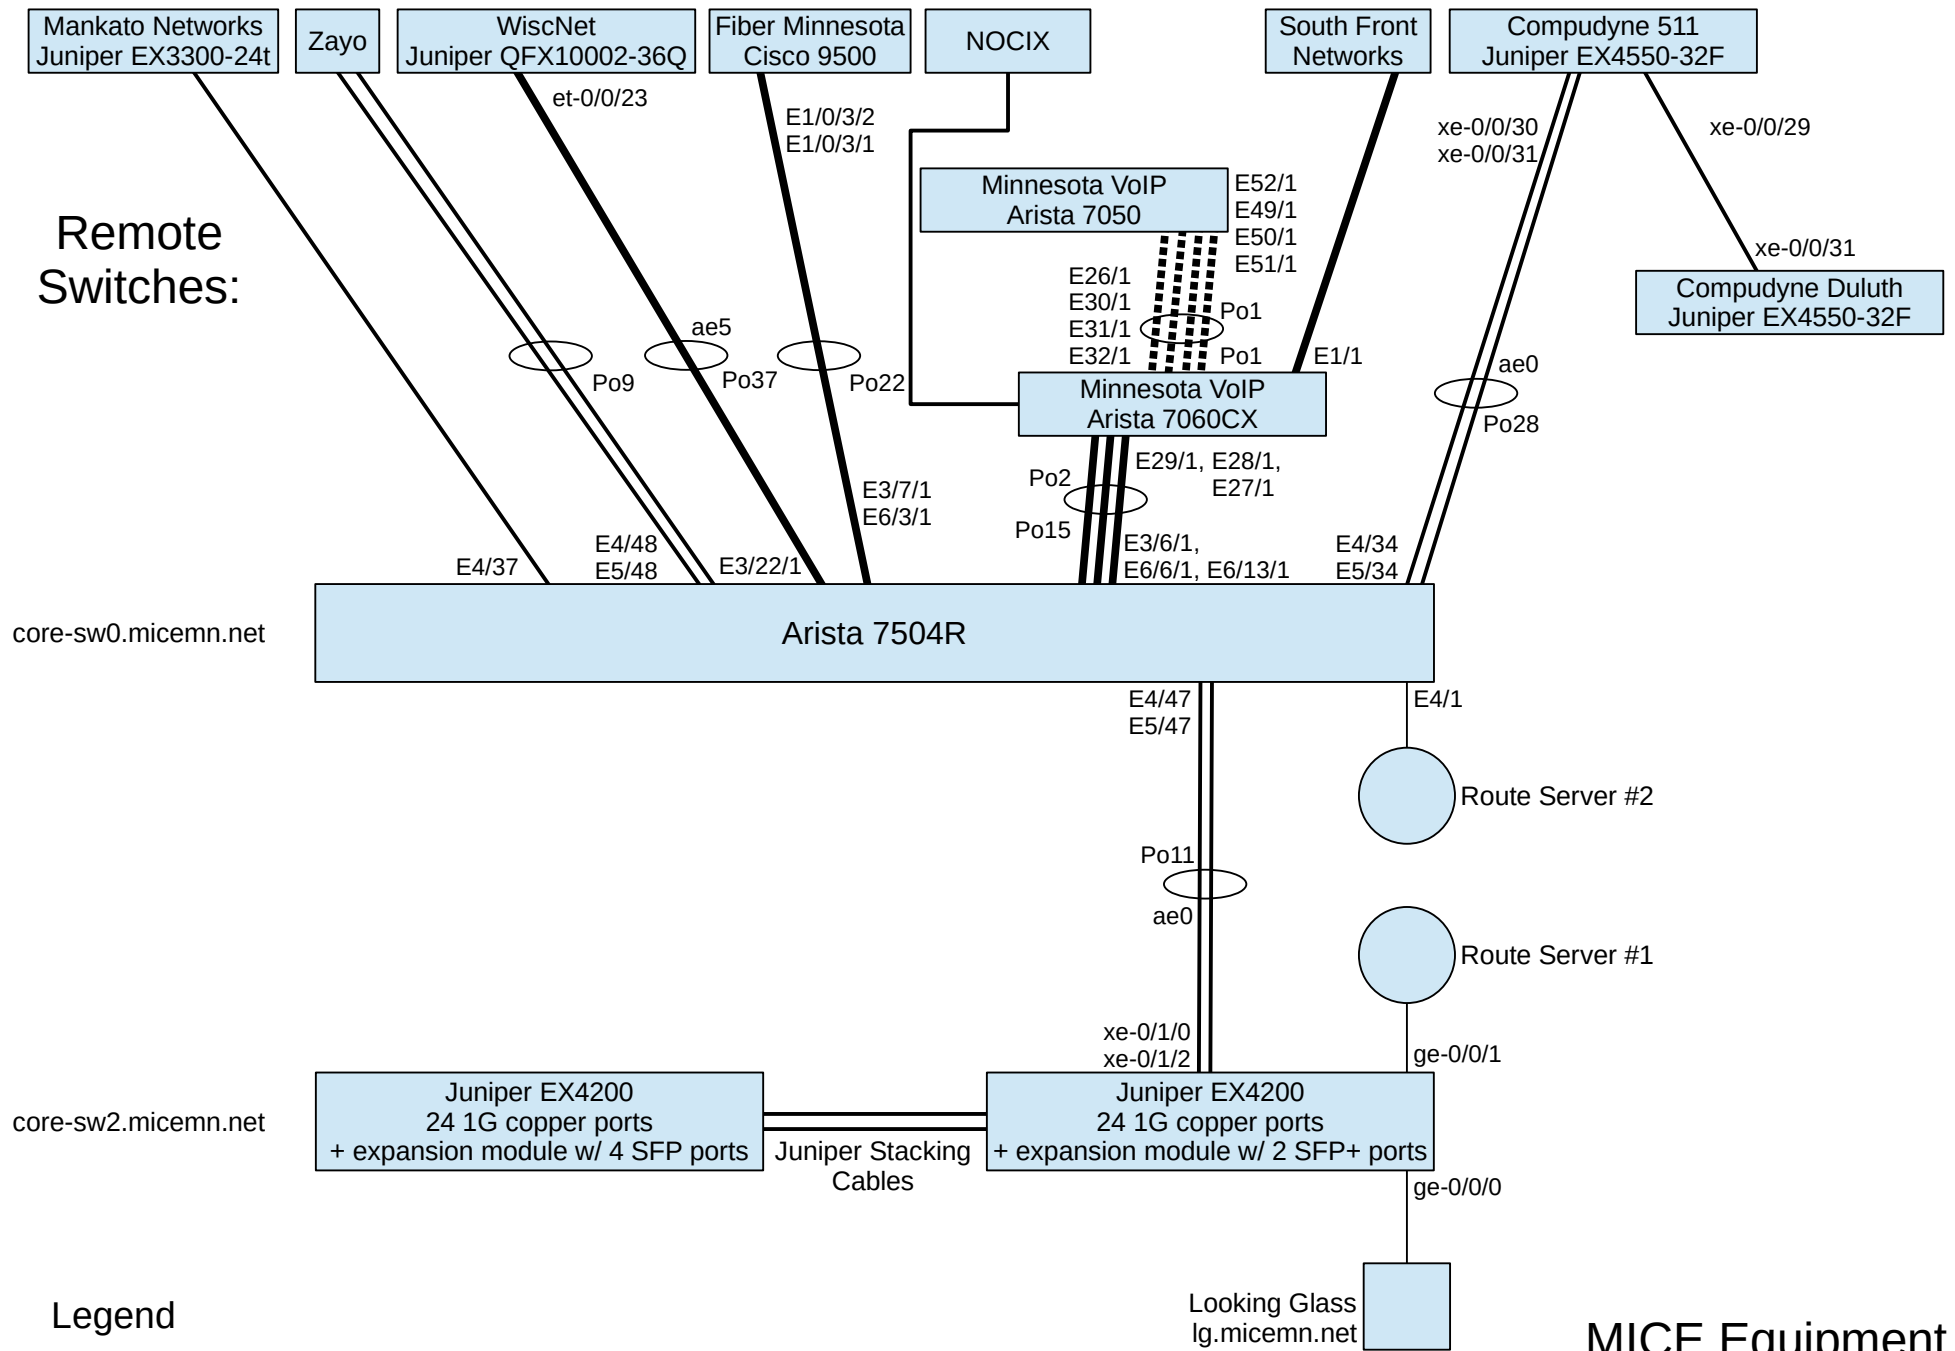 Mankato Networks
Juniper EX3300-24t
Zayo
WiscNet
Juniper QFX10002-36Q
Fiber Minnesota
Cisco 9500
NOCIX
South Front
Networks
Compudyne 511
Juniper EX4550-32F
et-0/0/23
E1/0/3/2
E1/0/3/1
xe-0/0/30
xe-0/0/31
xe-0/0/29
Minnesota VoIP
Arista 7050
E52/1
E49/1
E50/1
E51/1
Remote
Switches:
xe-0/0/31
Compudyne Duluth
Juniper EX4550-32F
E26/1
E30/1
E31/1
E32/1
Po1
Po1
E1/1
ae5
Po9
Po37
Po22
ae0
Po28
Minnesota VoIP
Arista 7060CX
E29/1, E28/1,
E27/1
Po2
Po15
E3/7/1
E6/3/1
E4/37
E4/48
E5/48
E3/22/1
E3/6/1,
E6/6/1, E6/13/1
E4/34
E5/34
core-sw0.micemn.net
Arista 7504R
E4/47
E5/47
E4/1
Route Server #2
Po11
ae0
Route Server #1
xe-0/1/0
xe-0/1/2
ge-0/0/1
core-sw2.micemn.net
Juniper EX4200
24 1G copper ports
+ expansion module w/ 4 SFP ports
Juniper Stacking
Cables
Juniper EX4200
24 1G copper ports
+ expansion module w/ 2 SFP+ ports
ge-0/0/0
Looking Glass
lg.micemn.net
Legend
MICE Equipment